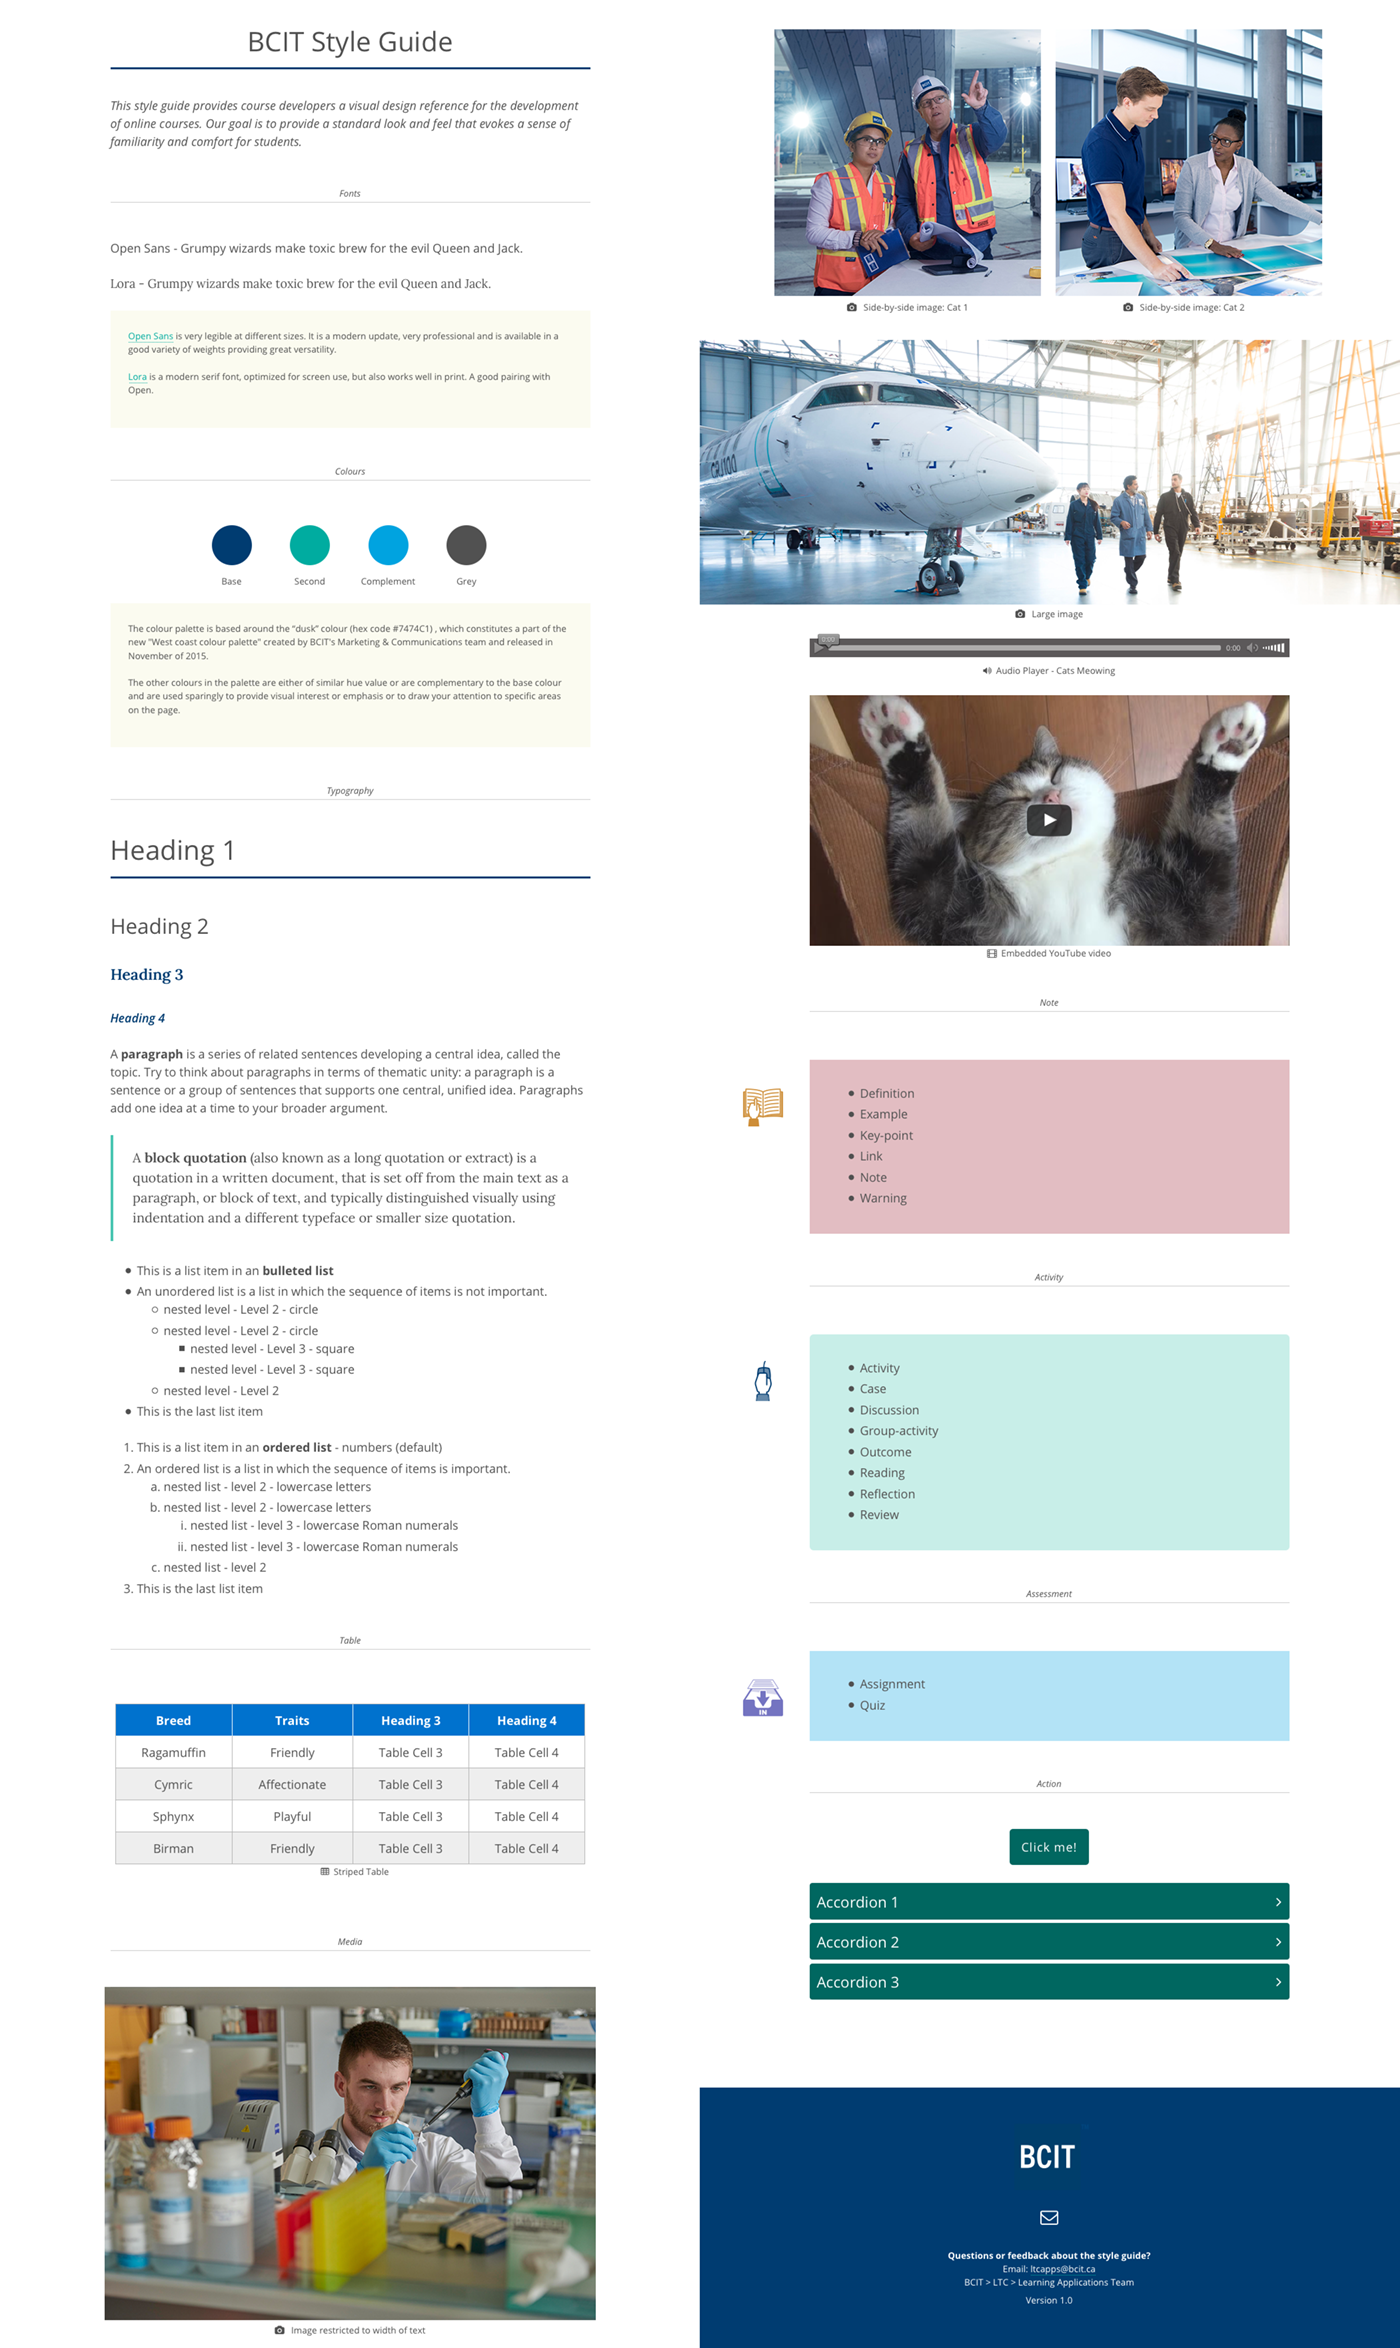 BCIT Style Guide
This style guide provides course developers a visual design reference for the development
of online courses. Our goal is to provide a standard look and feel that evokes a sense of
familiarity and comfort for students.
Fonts
Open Sans - Grumpy wizards make toxic brew for the evil Queen and Jack.
Lora - Grumpy wizards make toxic brew for the evil Queen and Jack.
Open Sans is very legible at different sizes. It is a modern update, very professional and is available in a
good variety of weights providing great versatility.
Lora is a modern serif font, optimized for screen use, but also works well in print. A good pairing with
Open.
Colours
Base Second Complement Grey
The colour palette is based around the "dusk" colour (hex code #7474C1) , which constitutes a part of the
new "West coast colour palette" created by BCIT's Marketing & Communications team and released in
November of 2015.
The other colours in the palette are either of similar hue value or are complementary to the base colour
and are used sparingly to provide visual interest or emphasis or to draw your attention to specific areas
on the page.
Typography
Heading 1
Heading 2
Heading 3
Heading 4
A paragraph is a series of related sentences developing a central idea, called the
topic. Try to think about paragraphs in terms of thematic unity: a paragraph is a
sentence or a group of sentences that supports one central, unified idea. Paragraphs
add one idea at a time to your broader argument.
A block quotation (also known as a long quotation or extract) is a
quotation in a written document, that is set off from the main text as a
paragraph, or block of text, and typically distinguished visually using
indentation and a different typeface or smaller size quotation.
● This is a list item in an bulleted list
● An unordered list is a list in which the sequence of items is not important.
○ nested level - Level 2 - circle
○ nested level - Level 2 - circle
■ nested level - Level 3 - square
■ nested level - Level 3 - square
○ nested level - Level 2
● This is the last list item
1. This is a list item in an ordered list - numbers (default)
2. An ordered list is a list in which the sequence of items is important.
a. nested list - level 2 - lowercase letters
b. nested list - level 2 - lowercase letters
i. nested list - level 3 - lowercase Roman numerals
ii. nested list - level 3 - lowercase Roman numerals
c. nested list - level 2
3. This is the last list item
Table
Breed Traits Heading 3 Heading 4
Ragamuffin Friendly Table Cell 3 Table Cell 4
Cymric Affectionate Table Cell 3 Table Cell 4
Sphynx Playful Table Cell 3 Table Cell 4
Birman Friendly Table Cell 3 Table Cell 4
Striped Table
Media
Image restricted to width of text
Side-by-side image: Cat 1
Side-by-side image: Cat 2
CRJ100
AH
Large image
0:00 0:00
Audio Player - Cats Meowing
Embedded YouTube video
Note
● Definition
● Example
● Key-point
● Link
● Note
● Warning
Activity
● Activity
● Case
● Discussion
● Group-activity
● Outcome
● Reading
● Reflection
● Review
Assessment
IN
● Assignment
● Quiz
Action
Click me!
Accordion 1
Accordion 2
Accordion 3
BCIT
Questions or feedback about the style guide?
Email: ltcapps@bcit.ca
BCIT > LTC > Learning Applications Team
Version 1.0